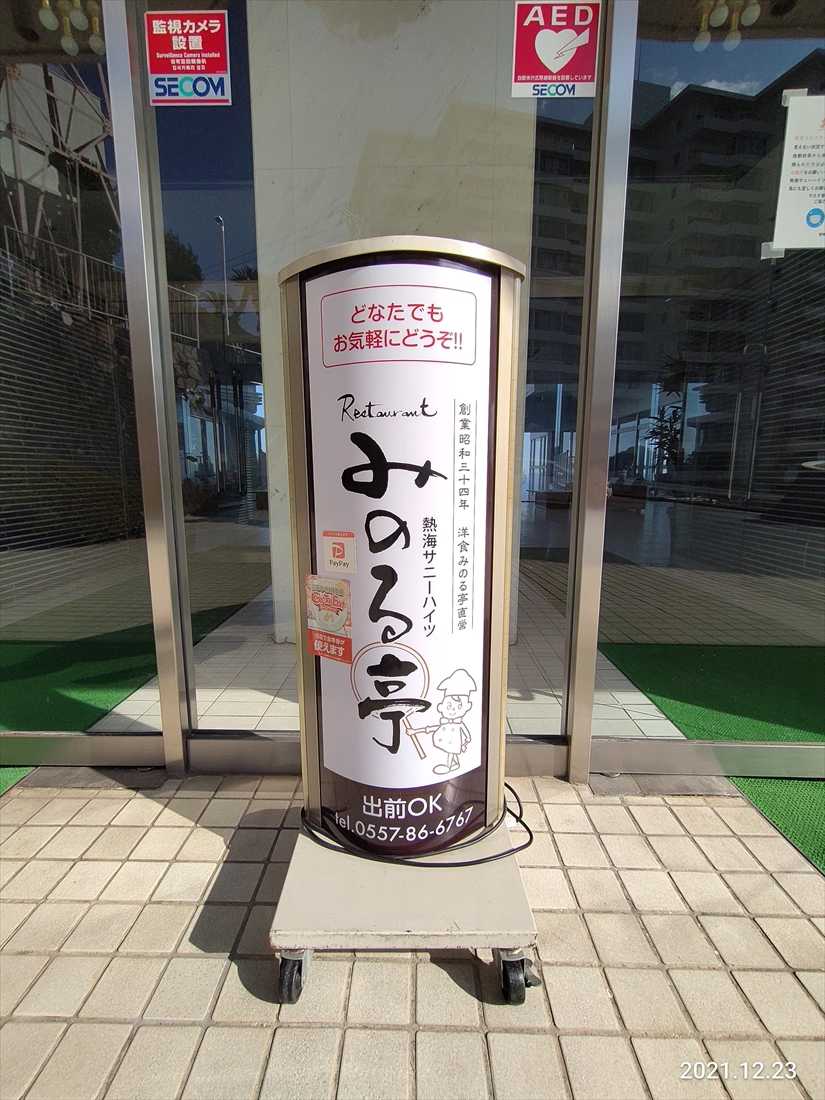 監視カメラ
設置
Surveillance Camera Installed
SECOM
AED
SECOM
どなたでも
お気軽にどうぞ!!
Restaurant
創業昭和三十四年 洋食みのる亭直営
熱海サニーハイツ
みのる亭
PayPay
使えます
出前OK
tel.0557-86-6767
2021.12.23